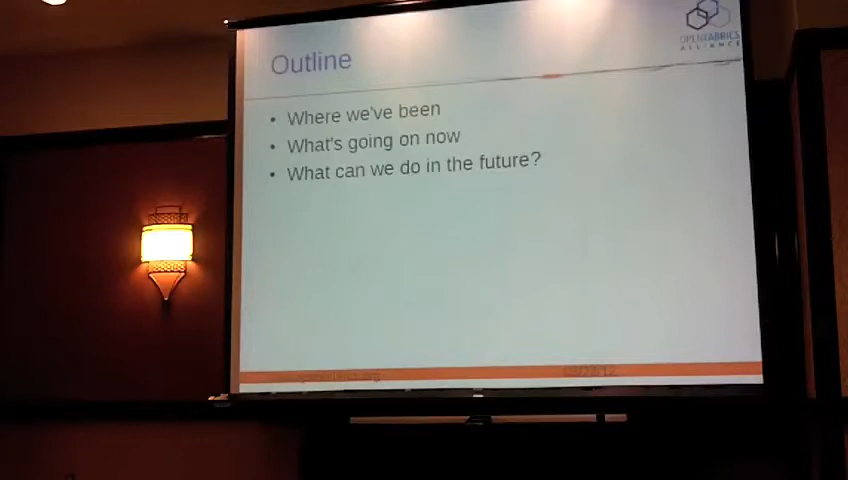 OPENFABRICS
ALLIANCE
Outline
• Where we've been
• What's going on now
• What can we do in the future?